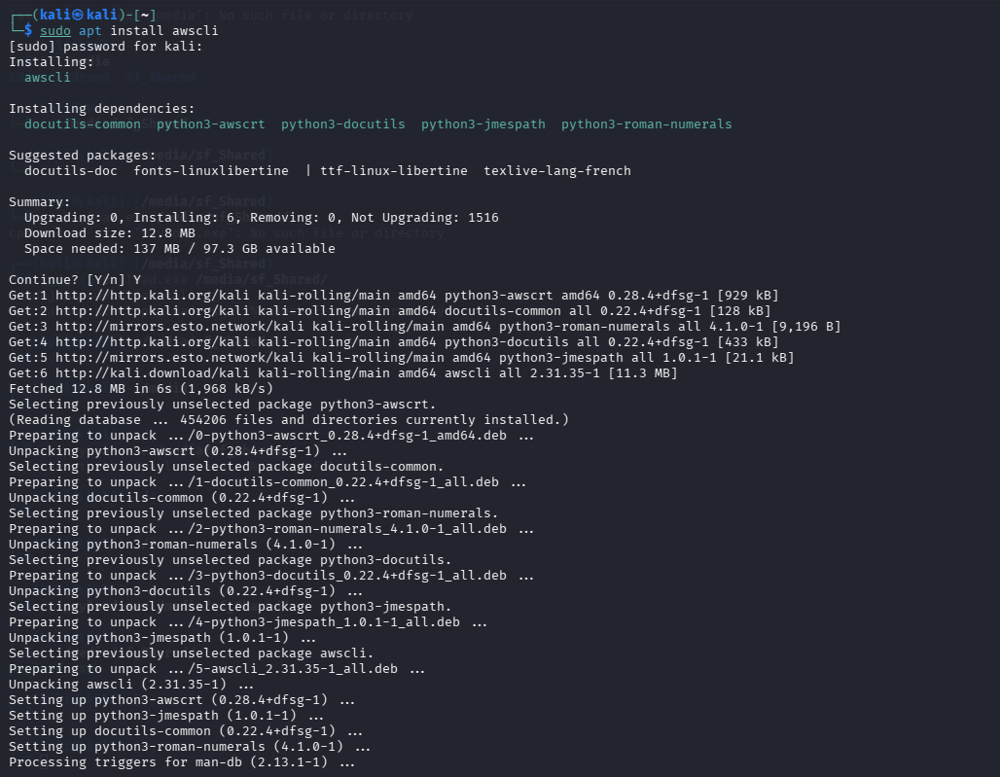 ┌──(kali㉿kali)-[~]
└─$ sudo apt install awscli
[sudo] password for kali:
Installing:
  awscli

Installing dependencies:
  docutils-common  python3-awscrt  python3-docutils  python3-jmespath  python3-roman-numerals

Suggested packages:
  docutils-doc  fonts-linuxlibertine  | ttf-linux-libertine  texlive-lang-french

Summary:
  Upgrading: 0, Installing: 6, Removing: 0, Not Upgrading: 1516
  Download size: 12.8 MB
  Space needed: 137 MB / 97.3 GB available

Continue? [Y/n] Y
Get:1 http://http.kali.org/kali kali-rolling/main amd64 python3-awscrt amd64 0.28.4+dfsg-1 [929 kB]
Get:2 http://http.kali.org/kali kali-rolling/main amd64 docutils-common all 0.22.4+dfsg-1 [128 kB]
Get:3 http://mirrors.esto.network/kali kali-rolling/main amd64 python3-roman-numerals all 4.1.0-1 [9,196 B]
Get:4 http://http.kali.org/kali kali-rolling/main amd64 python3-docutils all 0.22.4+dfsg-1 [433 kB]
Get:5 http://mirrors.esto.network/kali kali-rolling/main amd64 python3-jmespath all 1.0.1-1 [21.1 kB]
Get:6 http://kali.download/kali kali-rolling/main amd64 awscli all 2.31.35-1 [11.3 MB]
Fetched 12.8 MB in 6s (1,968 kB/s)
Selecting previously unselected package python3-awscrt.
(Reading database ... 454206 files and directories currently installed.)
Preparing to unpack .../0-python3-awscrt_0.28.4+dfsg-1_amd64.deb ...
Unpacking python3-awscrt (0.28.4+dfsg-1) ...
Selecting previously unselected package docutils-common.
Preparing to unpack .../1-docutils-common_0.22.4+dfsg-1_all.deb ...
Unpacking docutils-common (0.22.4+dfsg-1) ...
Selecting previously unselected package python3-roman-numerals.
Preparing to unpack .../2-python3-roman-numerals_4.1.0-1_all.deb ...
Unpacking python3-roman-numerals (4.1.0-1) ...
Selecting previously unselected package python3-docutils.
Preparing to unpack .../3-python3-docutils_0.22.4+dfsg-1_all.deb ...
Unpacking python3-docutils (0.22.4+dfsg-1) ...
Selecting previously unselected package python3-jmespath.
Preparing to unpack .../4-python3-jmespath_1.0.1-1_all.deb ...
Unpacking python3-jmespath (1.0.1-1) ...
Selecting previously unselected package awscli.
Preparing to unpack .../5-awscli_2.31.35-1_all.deb ...
Unpacking awscli (2.31.35-1) ...
Setting up python3-awscrt (0.28.4+dfsg-1) ...
Setting up python3-jmespath (1.0.1-1) ...
Setting up docutils-common (0.22.4+dfsg-1) ...
Setting up python3-roman-numerals (4.1.0-1) ...
Processing triggers for man-db (2.13.1-1) ...